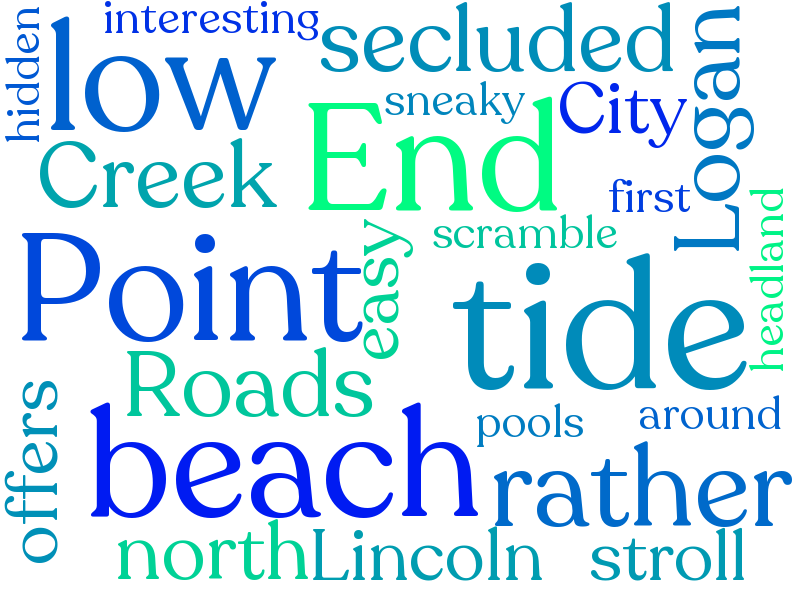 hidden
interesting
low
secluded
sneaky
City
Logan
Creek
End
first
scramble
headland
Point
easy
tide
Roads
offers
beach
pools
around
rather
north
Lincoln
stroll